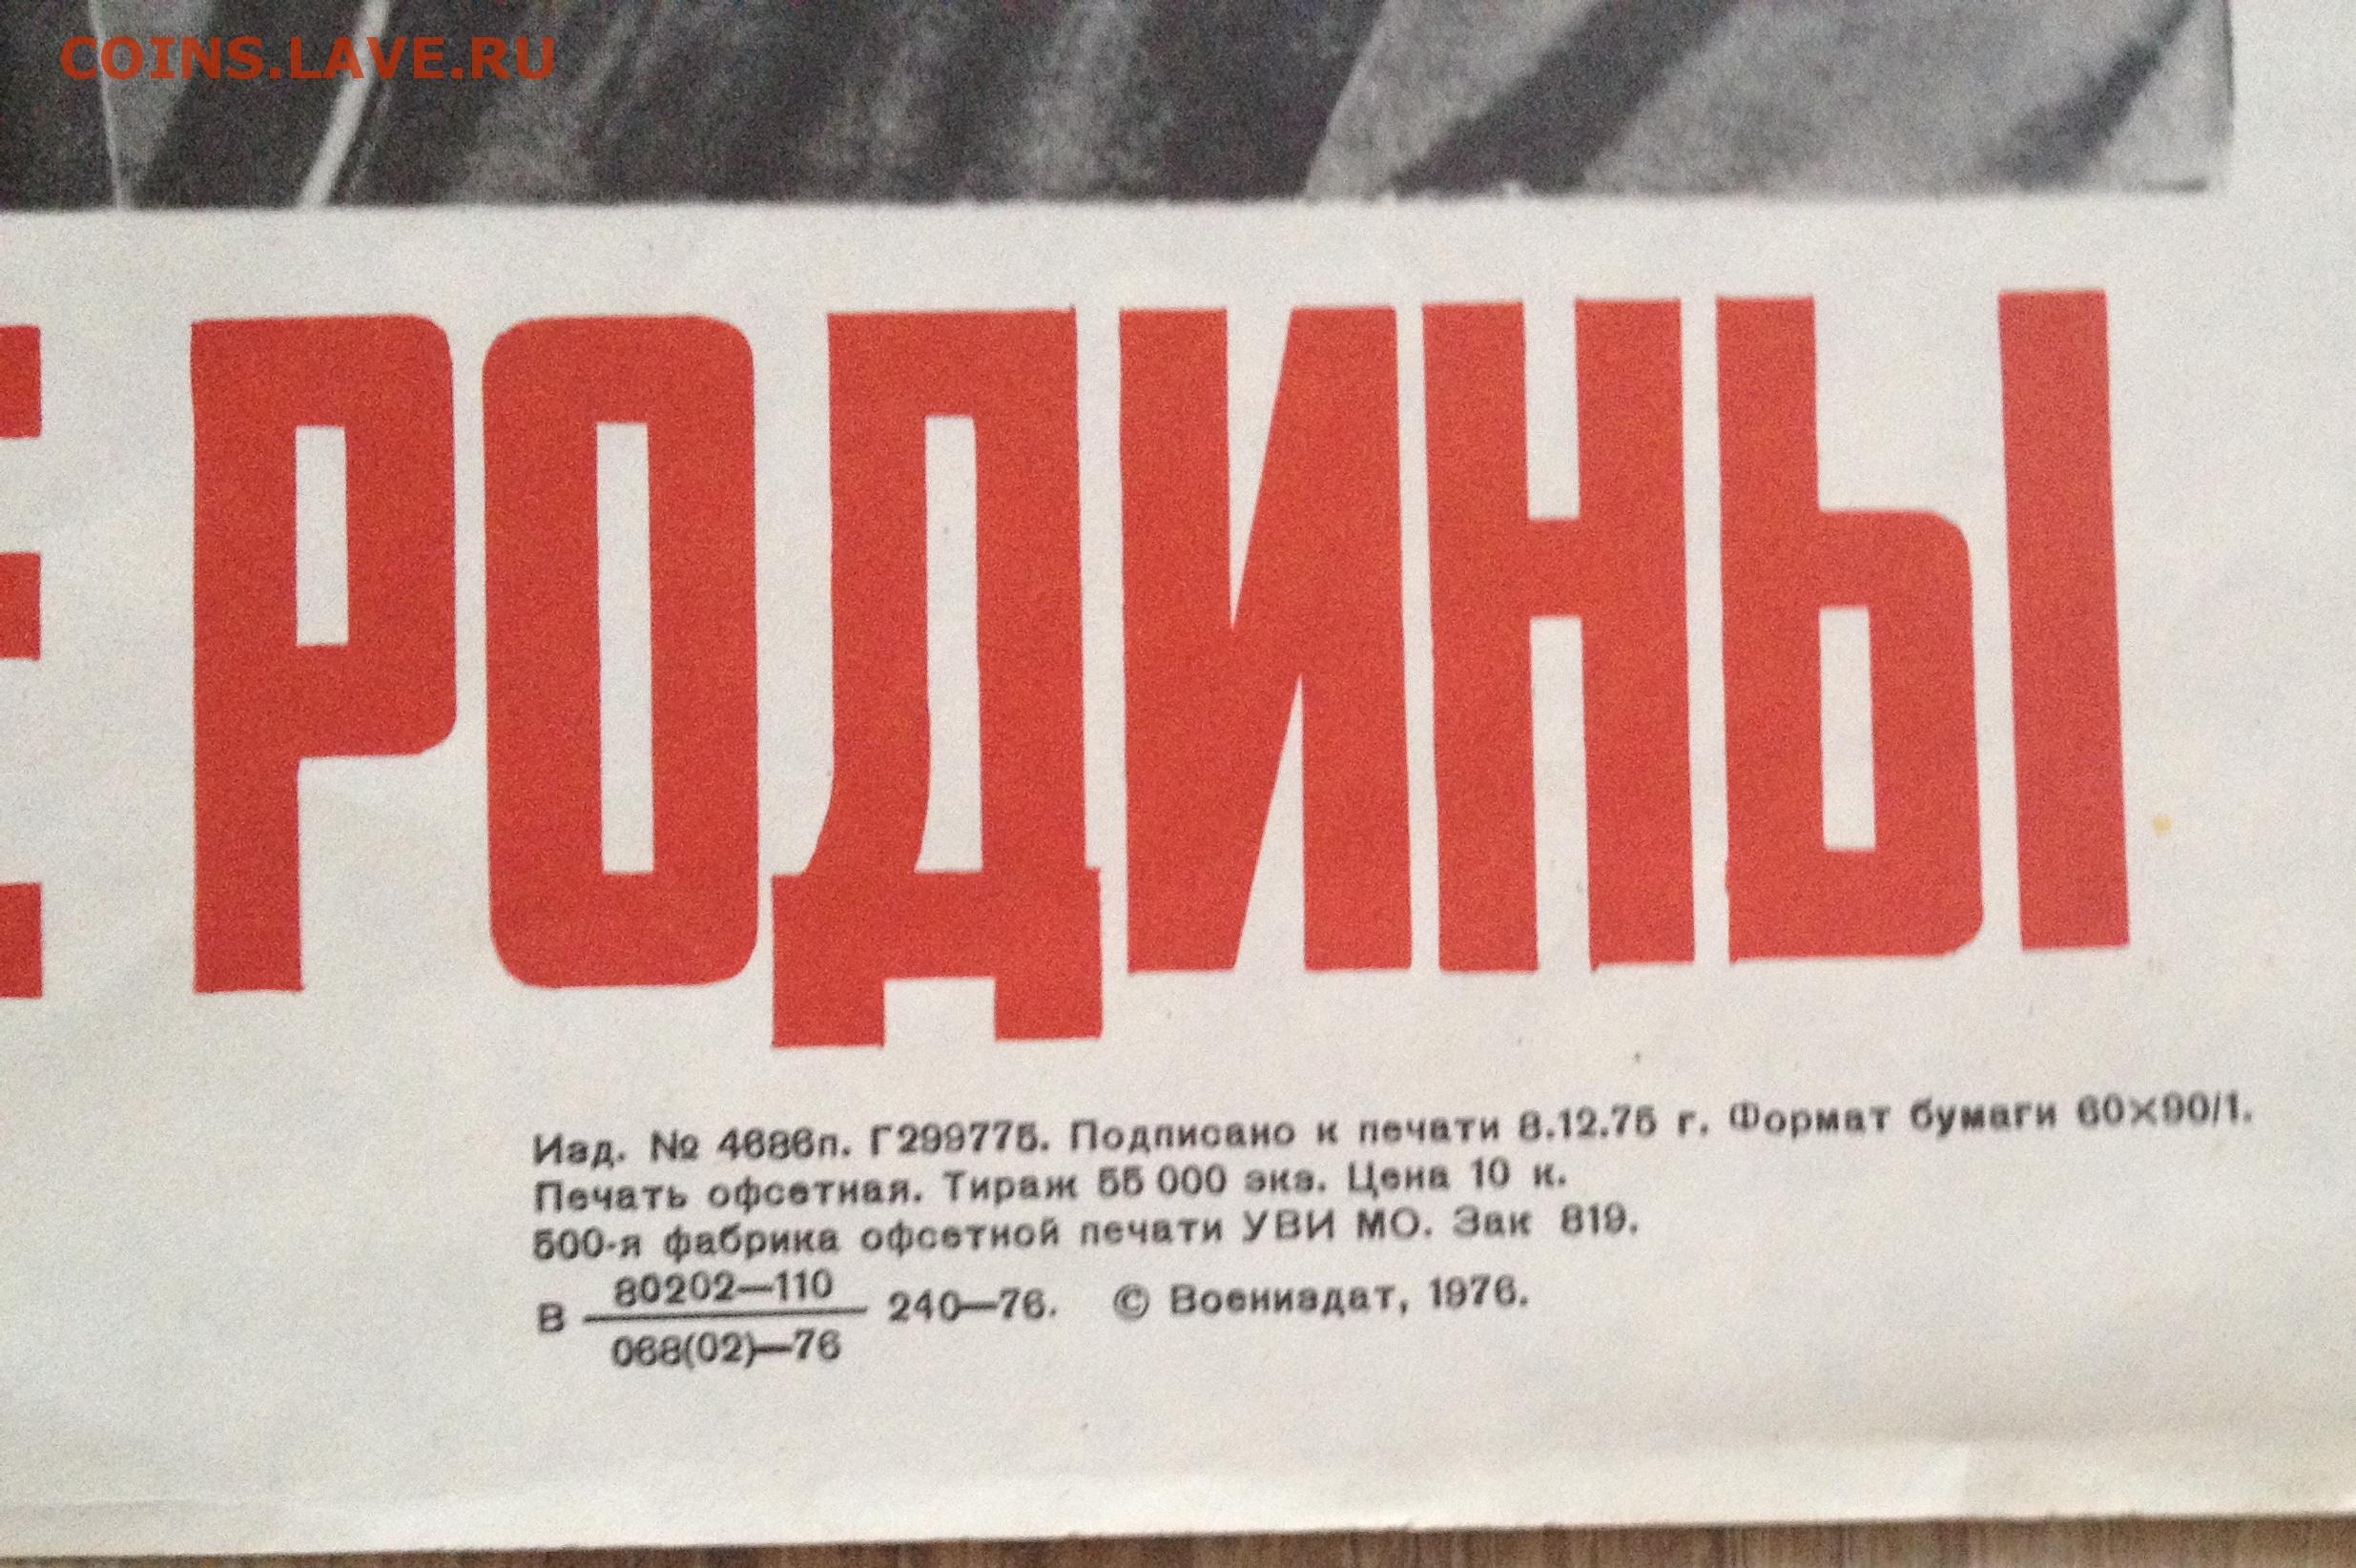 COINS.LAVE.RU
Е РОДИНЫ
Изд. № 4686п. Г299775. Подписано к печати 8.12.75 г. Формат бумаги 60×90/1.
Печать офсетная. Тираж 55 000 экз. Цена 10 к.
500-я фабрика офсетной печати УВИ МО. Зак 819.
80202—110
В 240—76. © Воениздат, 1976.
068(02)—76